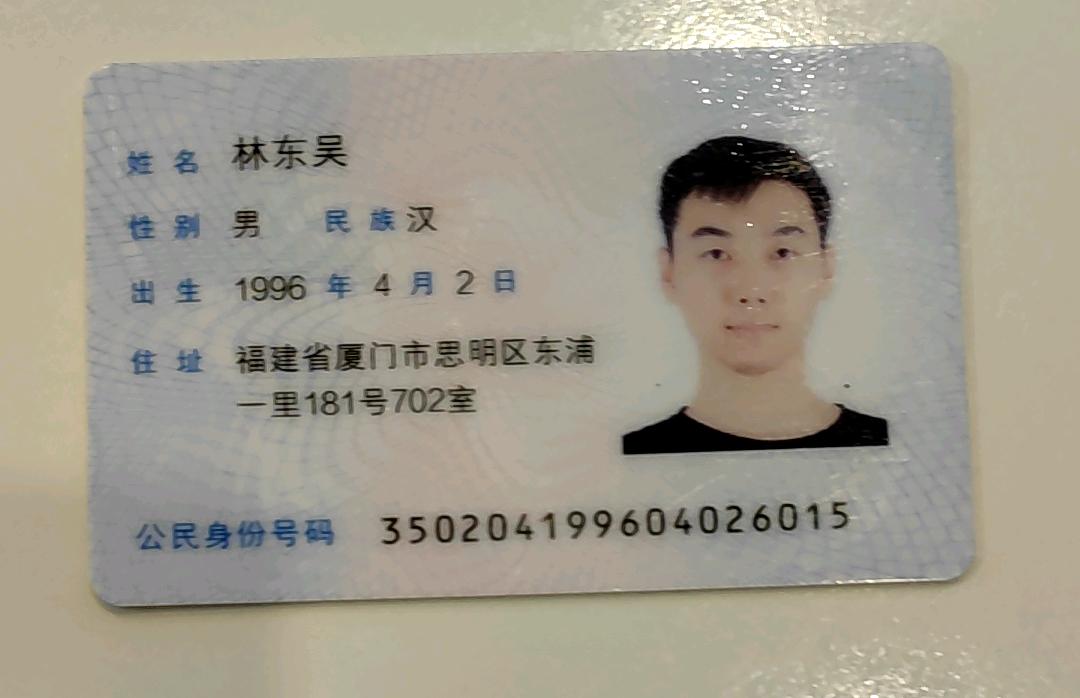 姓名 林东吴
性别 男 民族 汉
出生 1996 年 4 月 2 日
住址 福建省厦门市思明区东浦
一里181号702室
公民身份号码 350204199604026015